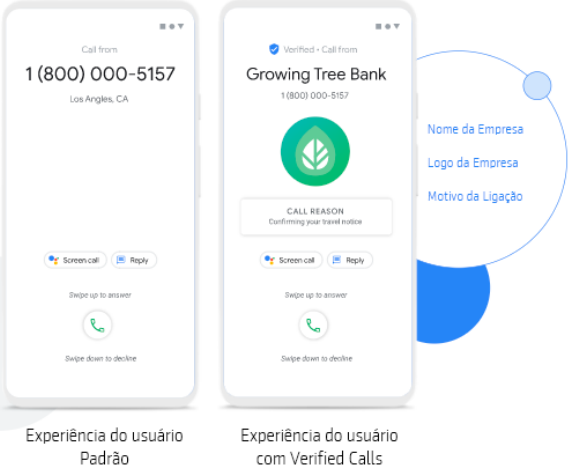 Call from
1 (800) 000-5157
Los Angles, CA
Screen call
Reply
Swipe up to answer
Swipe down to decline
Experiência do usuário
Padrão
Verified • Call from
Growing Tree Bank
1 (800) 000-5157
CALL REASON
Confirming your travel notice
Screen call
Reply
Swipe up to answer
Swipe down to decline
Experiência do usuário
com Verified Calls
Nome da Empresa
Logo da Empresa
Motivo da Ligação